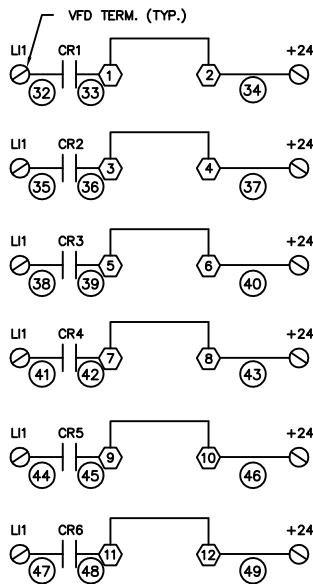 VFD TERM. (TYP.)
LI1 CR1 +24
1 2
32 33 34
LI1 CR2 +24
3 4
35 36 37
LI1 CR3 +24
5 6
38 39 40
LI1 CR4 +24
7 8
41 42 43
LI1 CR5 +24
9 10
44 45 46
LI1 CR6 +24
11 12
47 48 49